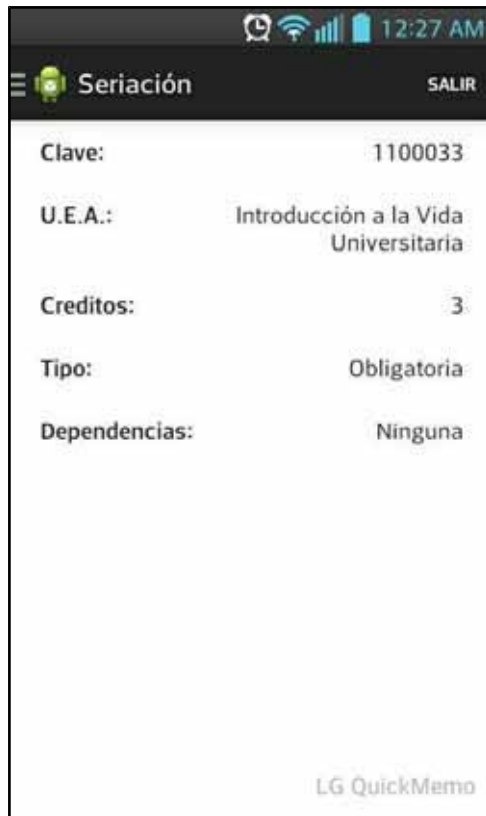 12:27 AM
Seriación SALIR
Clave: 1100033
U.E.A.: Introducción a la Vida
Universitaria
Creditos: 3
Tipo: Obligatoria
Dependencias: Ninguna
LG QuickMemo